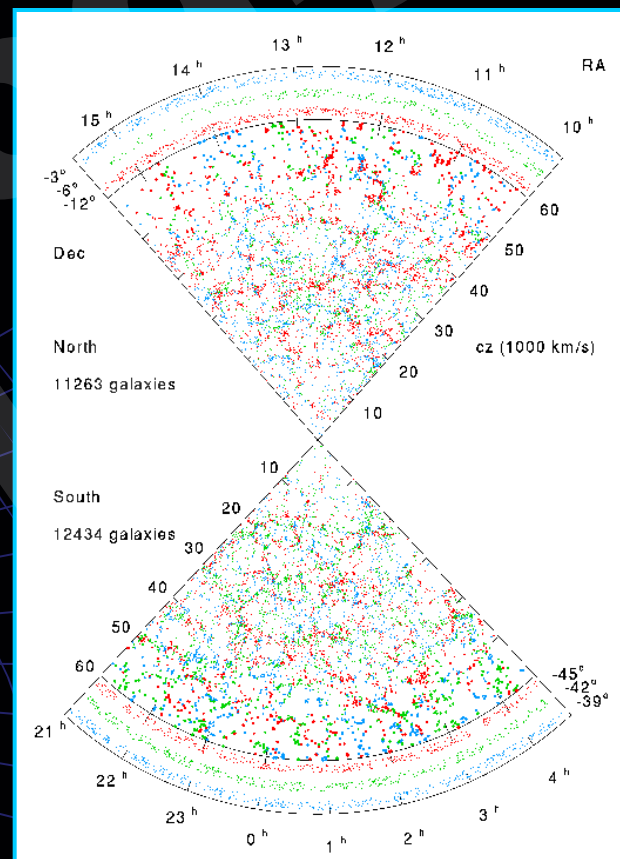 13 h
12 h
14 h
11 h
RA
15 h
10 h
-3°
-6°
-12°
60
Dec
50
40
North
30
cz (1000 km/s)
11263 galaxies
20
10
10
South
20
12434 galaxies
30
40
50
60
-45°
-42°
-39°
21 h
22 h
4 h
23 h
3 h
0 h
2 h
1 h